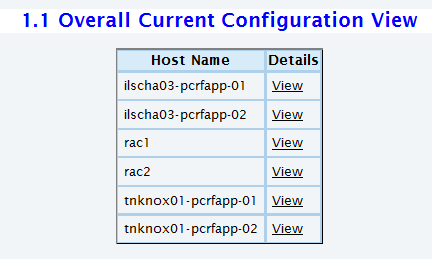 1.1 Overall Current Configuration View
Host Name Details
ilscha03-pcrfapp-01 View
ilscha03-pcrfapp-02 View
rac1 View
rac2 View
tnknox01-pcrfapp-01 View
tnknox01-pcrfapp-02 View